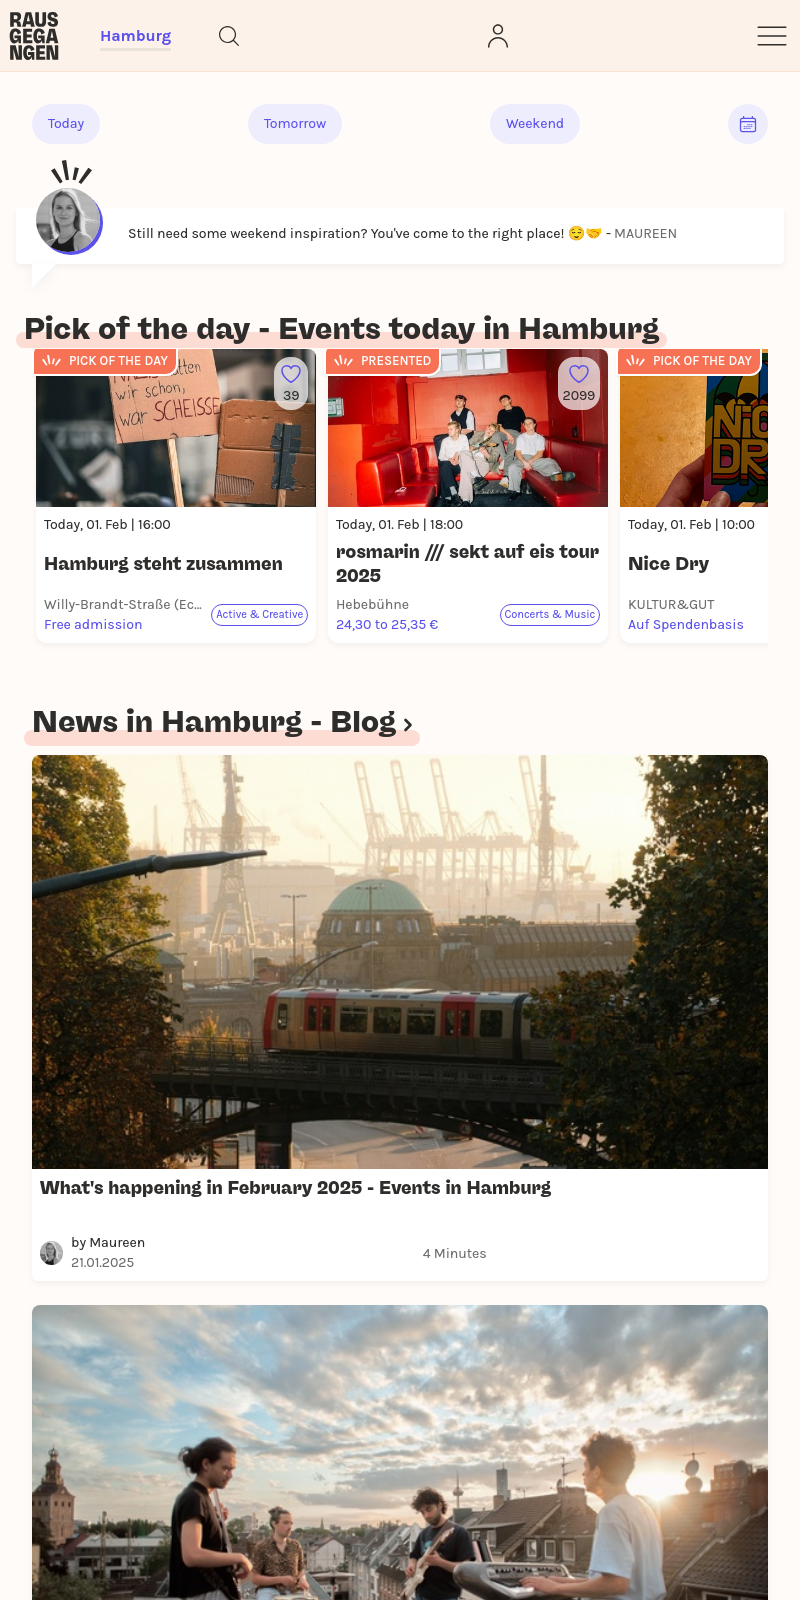 RAUS
GEGA
NGEN
Hamburg
Today
Tomorrow
Weekend
Still need some weekend inspiration? You've come to the right place! 😌🤝 - MAUREEN
Pick of the day - Events today in Hamburg
PICK OF THE DAY
wir schon,
war SCHEISSE
39
Today, 01. Feb | 16:00
Hamburg steht zusammen
Willy-Brandt-Straße (Ec...
Free admission
Active & Creative
PRESENTED
2099
Today, 01. Feb | 18:00
rosmarin /// sekt auf eis tour
2025
Hebebühne
24,30 to 25,35 €
Concerts & Music
PICK OF THE DAY
NiC
DR
Today, 01. Feb | 10:00
Nice Dry
KULTUR&GUT
Auf Spendenbasis
News in Hamburg - Blog ›
What's happening in February 2025 - Events in Hamburg
by Maureen
21.01.2025
4 Minutes